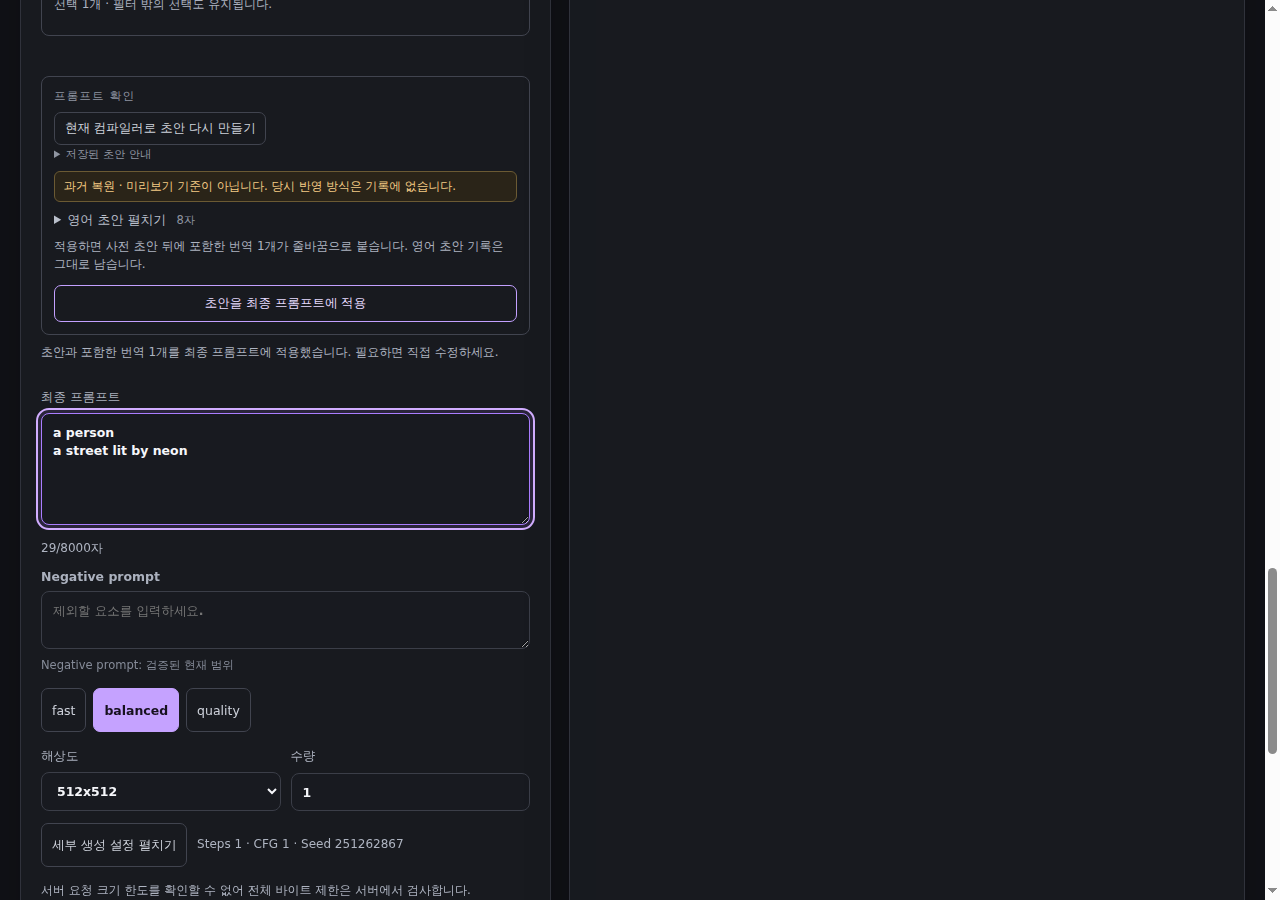 선택 1개 · 필터 밖의 선택도 유지됩니다.
프롬프트 확인
현재 컴파일러로 초안 다시 만들기
▶ 저장된 초안 안내
과거 복원 · 미리보기 기준이 아닙니다. 당시 반영 방식은 기록에 없습니다.
▶ 영어 초안 펼치기 8자
적용하면 사전 초안 뒤에 포함한 번역 1개가 줄바꿈으로 붙습니다. 영어 초안 기록은
그대로 남습니다.
초안을 최종 프롬프트에 적용
초안과 포함한 번역 1개를 최종 프롬프트에 적용했습니다. 필요하면 직접 수정하세요.
최종 프롬프트
a person
a street lit by neon
29/8000자
Negative prompt
제외할 요소를 입력하세요.
Negative prompt: 검증된 현재 범위
fast balanced quality
해상도 수량
512x512 1
세부 생성 설정 펼치기 Steps 1 · CFG 1 · Seed 251262867
서버 요청 크기 한도를 확인할 수 없어 전체 바이트 제한은 서버에서 검사합니다.